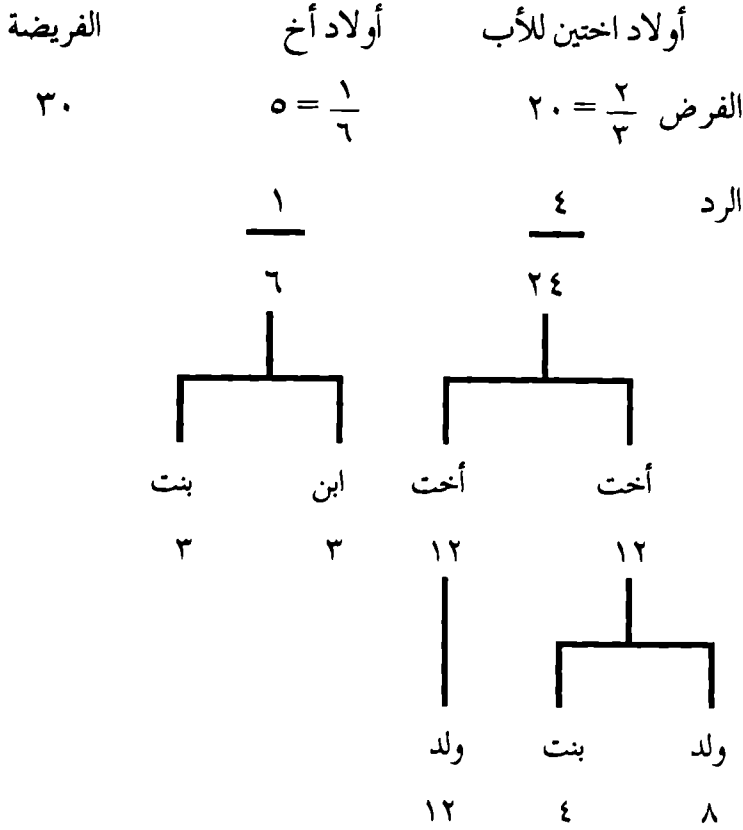 أولاد اختين للأب أولاد أخ الفريضة
الفرض ٢/٣ = ٢٠ ١/٦ = ٥ ٣٠
الرد ٤ ١
٢٤ ٦
أخت أخت ابن بنت
١٢ ١٢ ٣ ٣
ولد بنت ولد
٨ ٤ ١٢